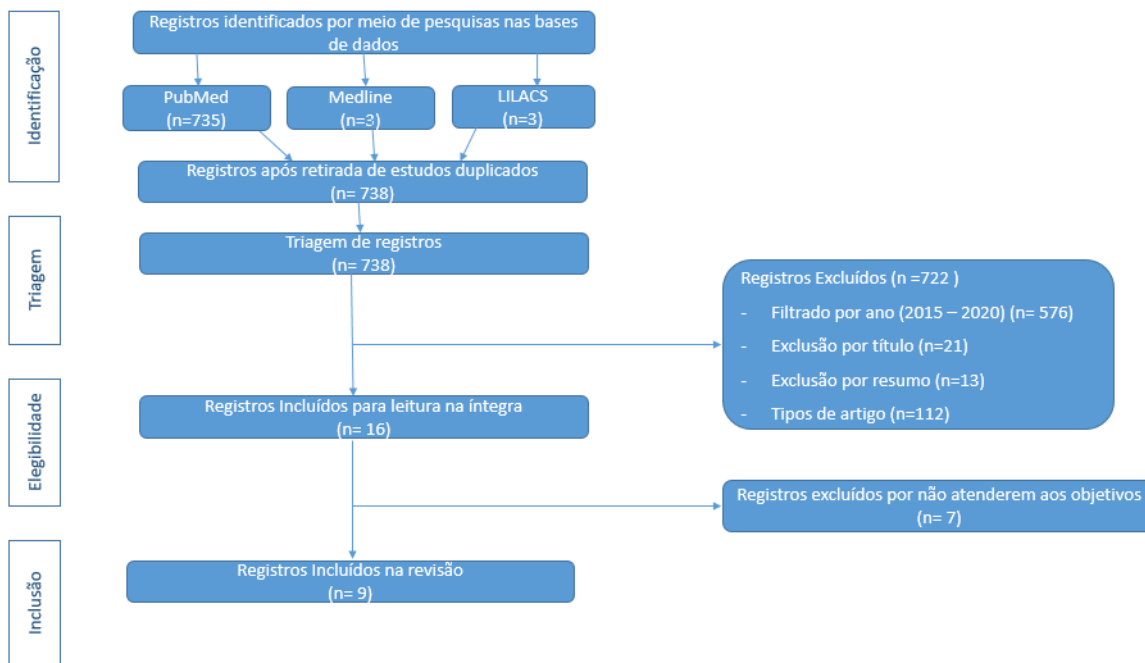 Identificação
Registros identificados por meio de pesquisas nas bases
de dados
PubMed
(n=735)
Medline
(n=3)
LILACS
(n=3)
Registros após retirada de estudos duplicados
(n= 738)
Triagem
Triagem de registros
(n= 738)
Registros Excluídos (n =722 )
- Filtrado por ano (2015 – 2020) (n= 576)
- Exclusão por título (n=21)
- Exclusão por resumo (n=13)
- Tipos de artigo (n=112)
Elegibilidade
Registros Incluídos para leitura na íntegra
(n= 16)
Registros excluídos por não atenderem aos objetivos
(n= 7)
Inclusão
Registros Incluídos na revisão
(n= 9)